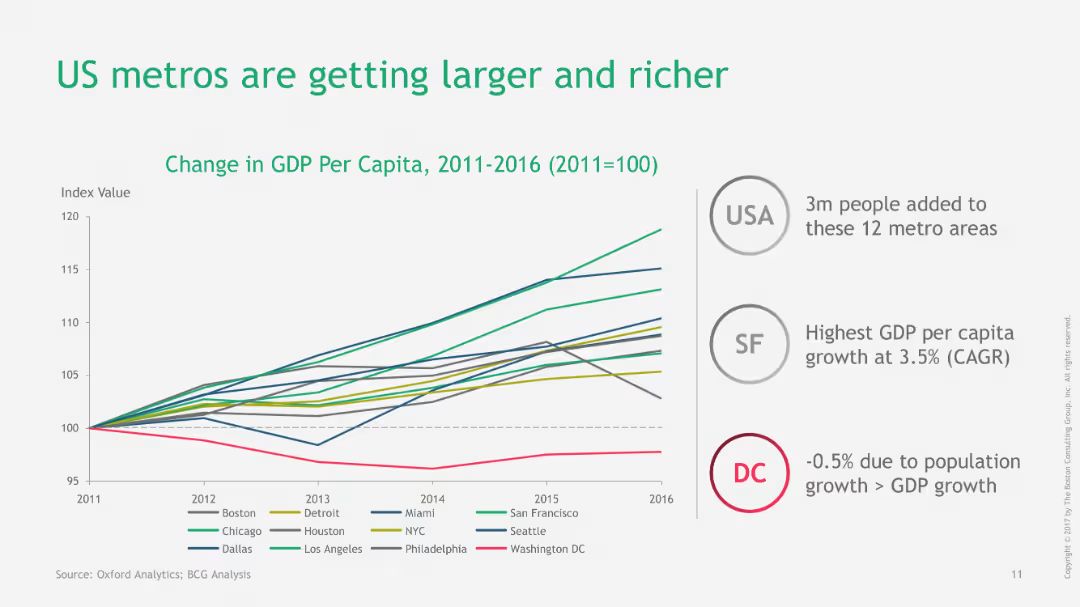 US metros are getting larger and richer
Change in GDP Per Capita, 2011-2016 (2011=100)
Index Value
120
115
110
105
100
95
2011 2012 2013 2014 2015 2016
Boston Detroit Miami San Francisco
Chicago Houston NYC Seattle
Dallas Los Angeles Philadelphia Washington DC
USA
3m people added to
these 12 metro areas
SF
Highest GDP per capita
growth at 3.5% (CAGR)
DC
-0.5% due to population
growth > GDP growth
Source: Oxford Analytics; BCG Analysis
11
Copyright © 2017 by The Boston Consulting Group, Inc. All rights reserved.